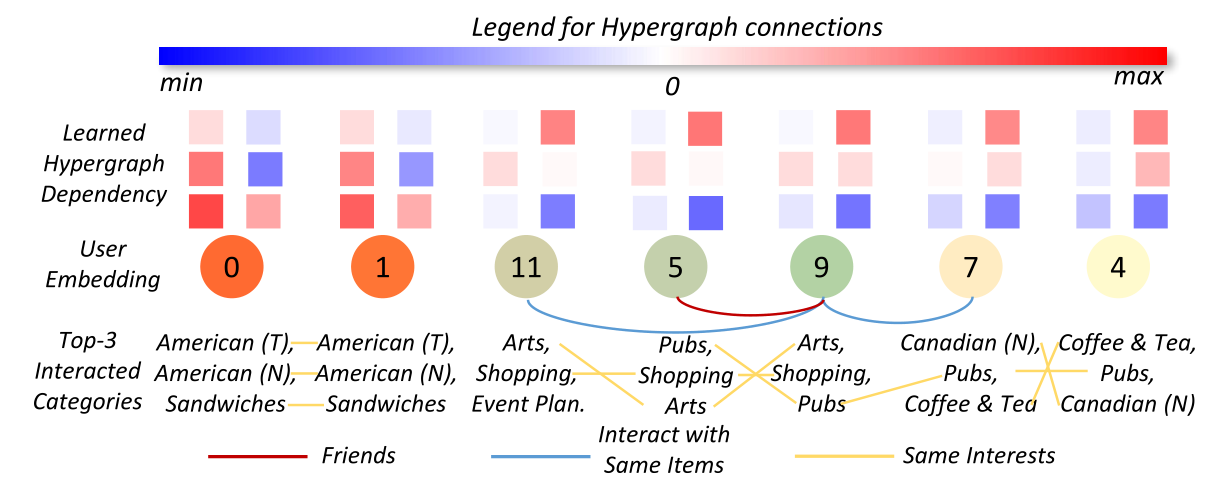 Legend for Hypergraph connections
min
0
max
Learned
Hypergraph
Dependency
User
Embedding
0
1
11
5
9
7
4
Top-3
Interacted
Categories
American (T),
American (N),
Sandwiches
American (T),
American (N),
Sandwiches
Arts,
Shopping,
Event Plan.
Pubs,
Shopping
Arts
Arts,
Shopping,
Pubs
Canadian (N),
Pubs,
Coffee & Tea
Coffee & Tea,
Pubs,
Canadian (N)
Friends
Interact with
Same Items
Same Interests